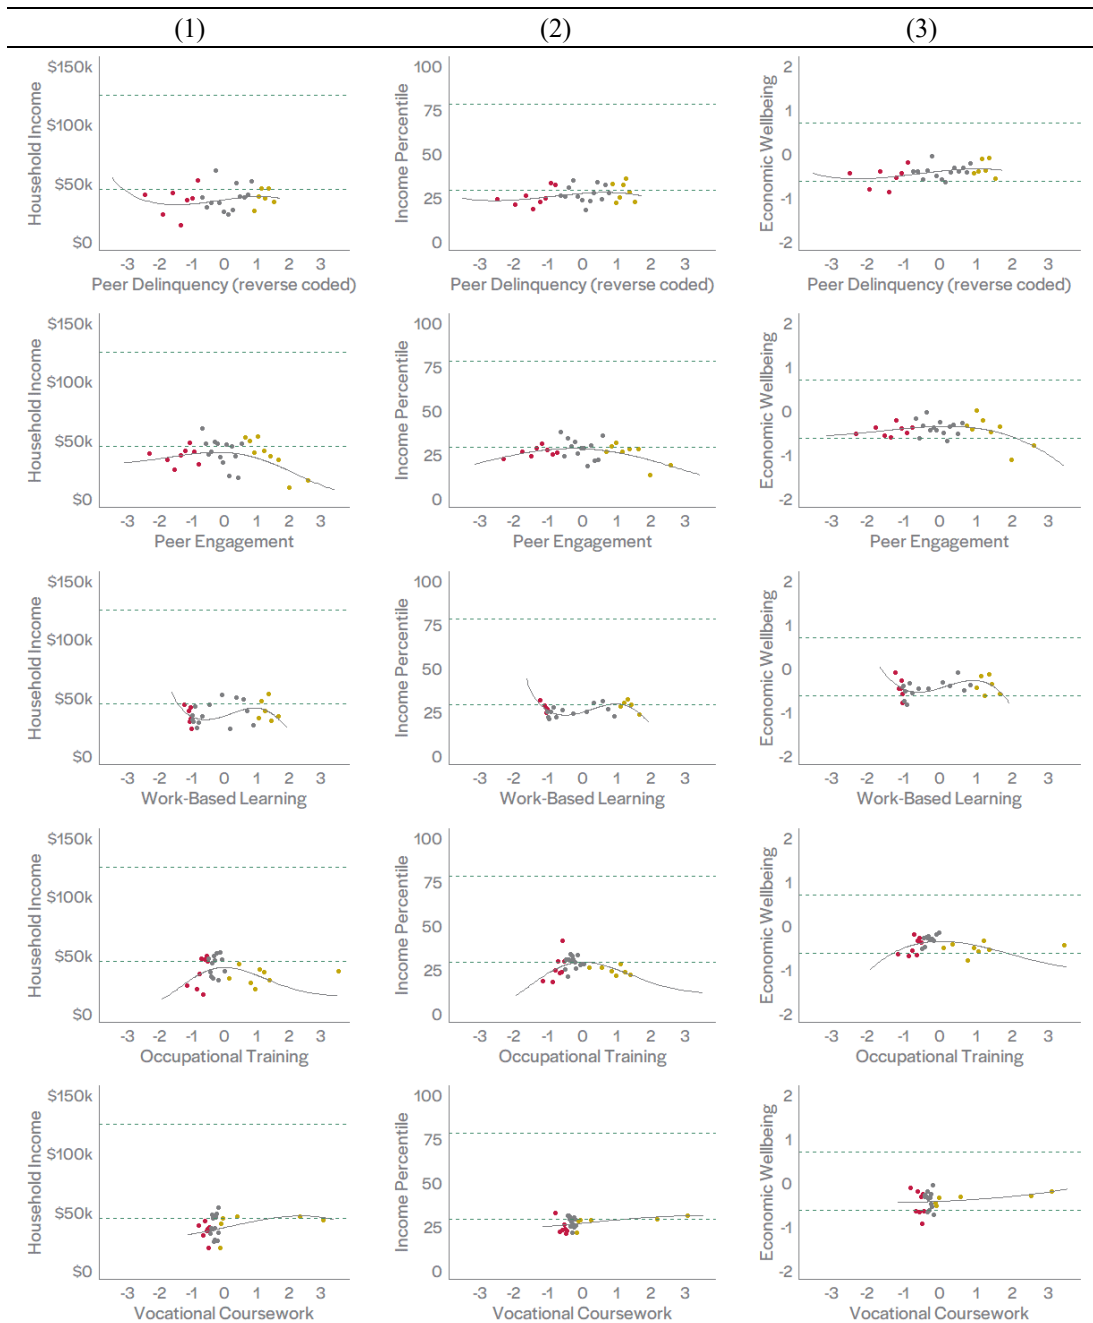 (1) (2) (3)
$150k
$100k
$50k
$0
Household Income
-3 -2 -1 0 1 2 3
Peer Delinquency (reverse coded)
100
75
50
25
0
Income Percentile
-3 -2 -1 0 1 2 3
Peer Delinquency (reverse coded)
2
1
0
-1
-2
Economic Wellbeing
-3 -2 -1 0 1 2 3
Peer Delinquency (reverse coded)
$150k
$100k
$50k
$0
Household Income
-3 -2 -1 0 1 2 3
Peer Engagement
100
75
50
25
0
Income Percentile
-3 -2 -1 0 1 2 3
Peer Engagement
2
1
0
-1
-2
Economic Wellbeing
-3 -2 -1 0 1 2 3
Peer Engagement
$150k
$100k
$50k
$0
Household Income
-3 -2 -1 0 1 2 3
Work-Based Learning
100
75
50
25
0
Income Percentile
-3 -2 -1 0 1 2 3
Work-Based Learning
2
1
0
-1
-2
Economic Wellbeing
-3 -2 -1 0 1 2 3
Work-Based Learning
$150k
$100k
$50k
$0
Household Income
-3 -2 -1 0 1 2 3
Occupational Training
100
75
50
25
0
Income Percentile
-3 -2 -1 0 1 2 3
Occupational Training
2
1
0
-1
-2
Economic Wellbeing
-3 -2 -1 0 1 2 3
Occupational Training
$150k
$100k
$50k
$0
Household Income
-3 -2 -1 0 1 2 3
Vocational Coursework
100
75
50
25
0
Income Percentile
-3 -2 -1 0 1 2 3
Vocational Coursework
2
1
0
-1
-2
Economic Wellbeing
-3 -2 -1 0 1 2 3
Vocational Coursework